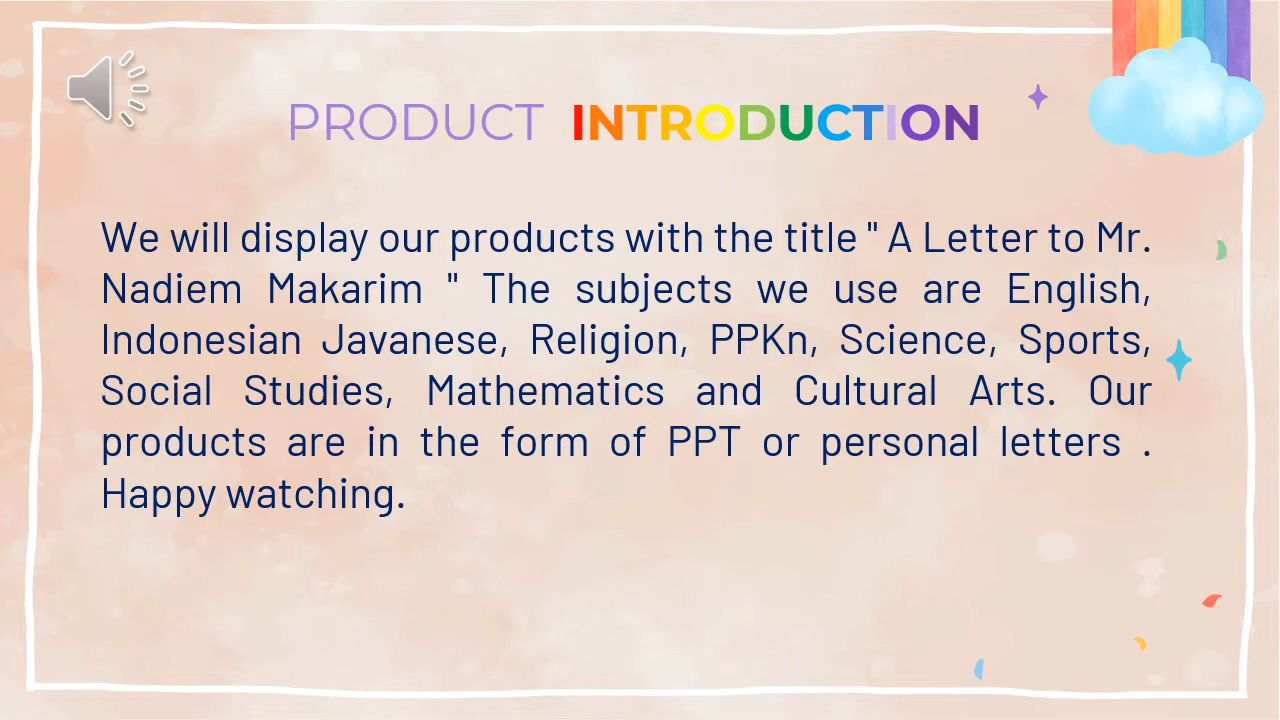 PRODUCT INTRODUCTION
We will display our products with the title " A Letter to Mr.
Nadiem Makarim " The subjects we use are English,
Indonesian Javanese, Religion, PPKn, Science, Sports,
Social Studies, Mathematics and Cultural Arts. Our
products are in the form of PPT or personal letters .
Happy watching.